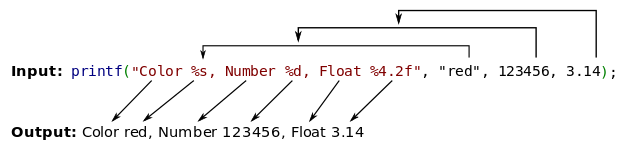 Input: printf("Color %s, Number %d, Float %4.2f", "red", 123456, 3.14);
Output: Color red, Number 123456, Float 3.14